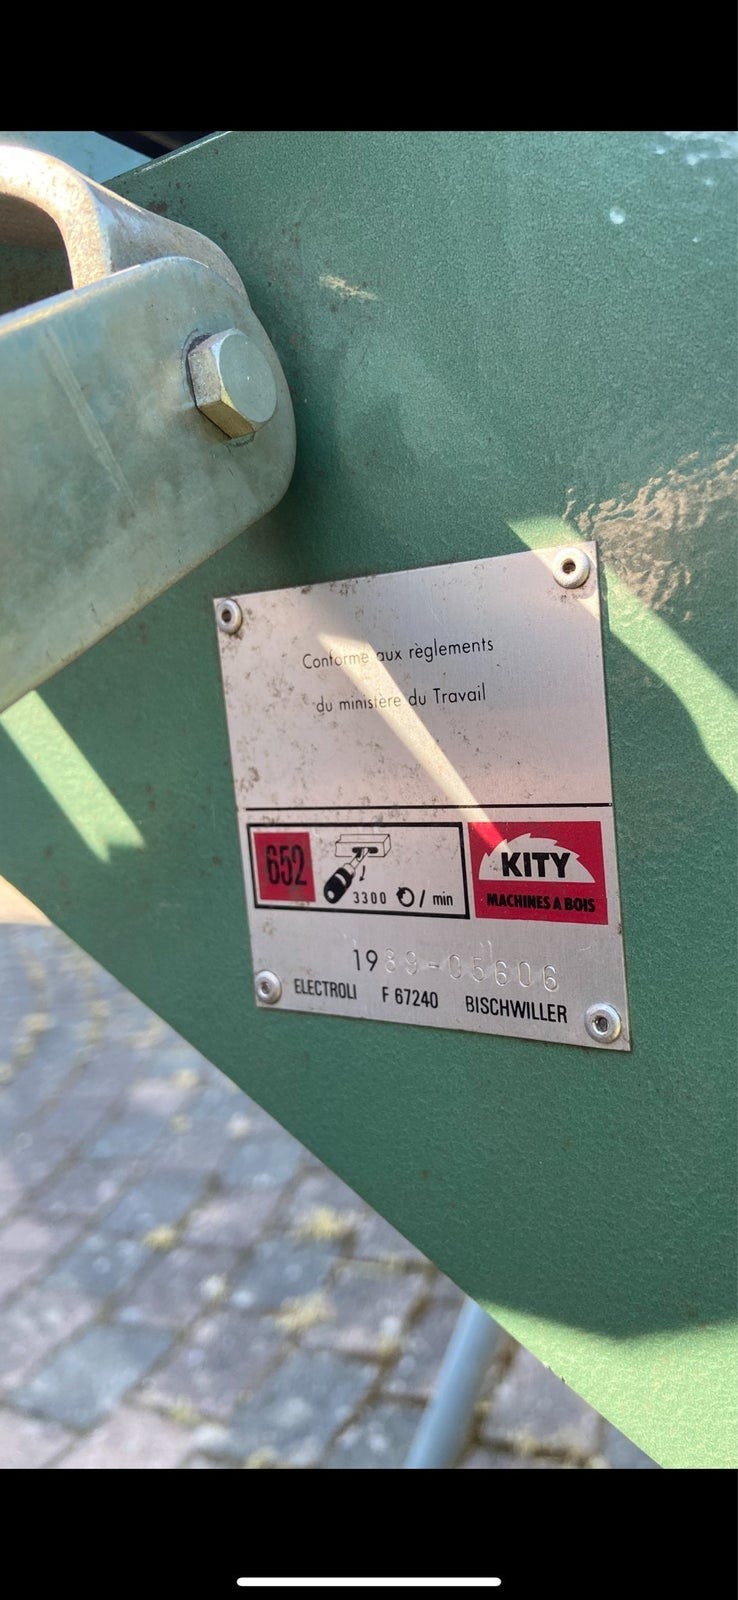 Conforme aux règlements
du ministère du Travail
652
3300 /min
KITY
MACHINES A BOIS
1989-05606
ELECTROLI F 67240 BISCHWILLER